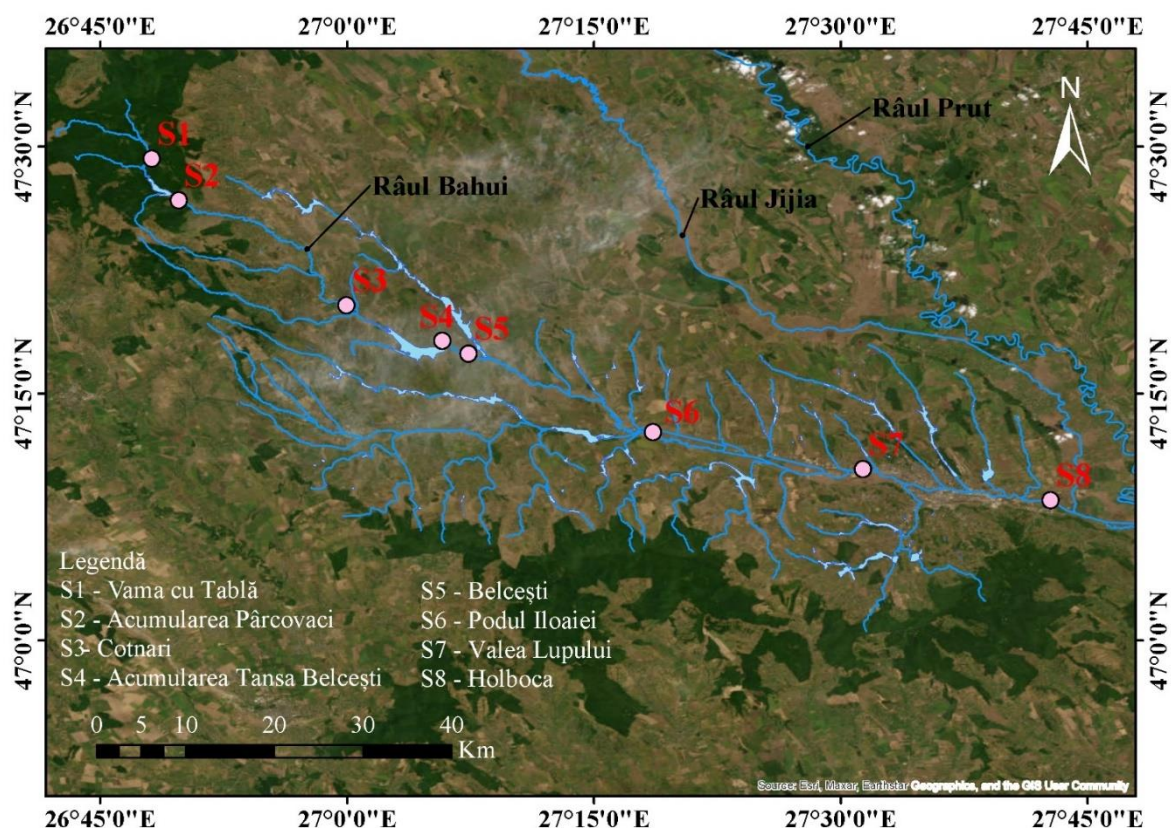 26°45'0"E 27°0'0"E 27°15'0"E 27°30'0"E 27°45'0"E
N
Râul Prut
47°30'0"N 47°30'0"N
S1
S2
Râul Bahui
Râul Jijia
S3
S4 S5
47°15'0"N 47°15'0"N
S6
S7
S8
Legendă
S1 - Vama cu Tablă
S2 - Acumularea Pârcovaci
S3- Cotnari
S4 - Acumularea Tansa Belcești
S5 - Belcești
S6 - Podul Iloaiei
S7 - Valea Lupului
S8 - Holboca
47°0'0"N 47°0'0"N
0 5 10 20 30 40
Km
Source: Esri, Maxar, Earthstar Geographics, and the GIS User Community
26°45'0"E 27°0'0"E 27°15'0"E 27°30'0"E 27°45'0"E